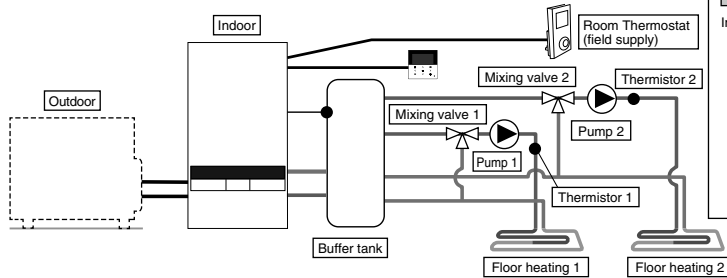 Indoor
Room Thermostat
(field supply)
Mixing valve 2
Thermistor 2
Outdoor
Mixing valve 1
Pump 2
Pump 1
Thermistor 1
Buffer tank
Floor heating 1
Floor heating 2